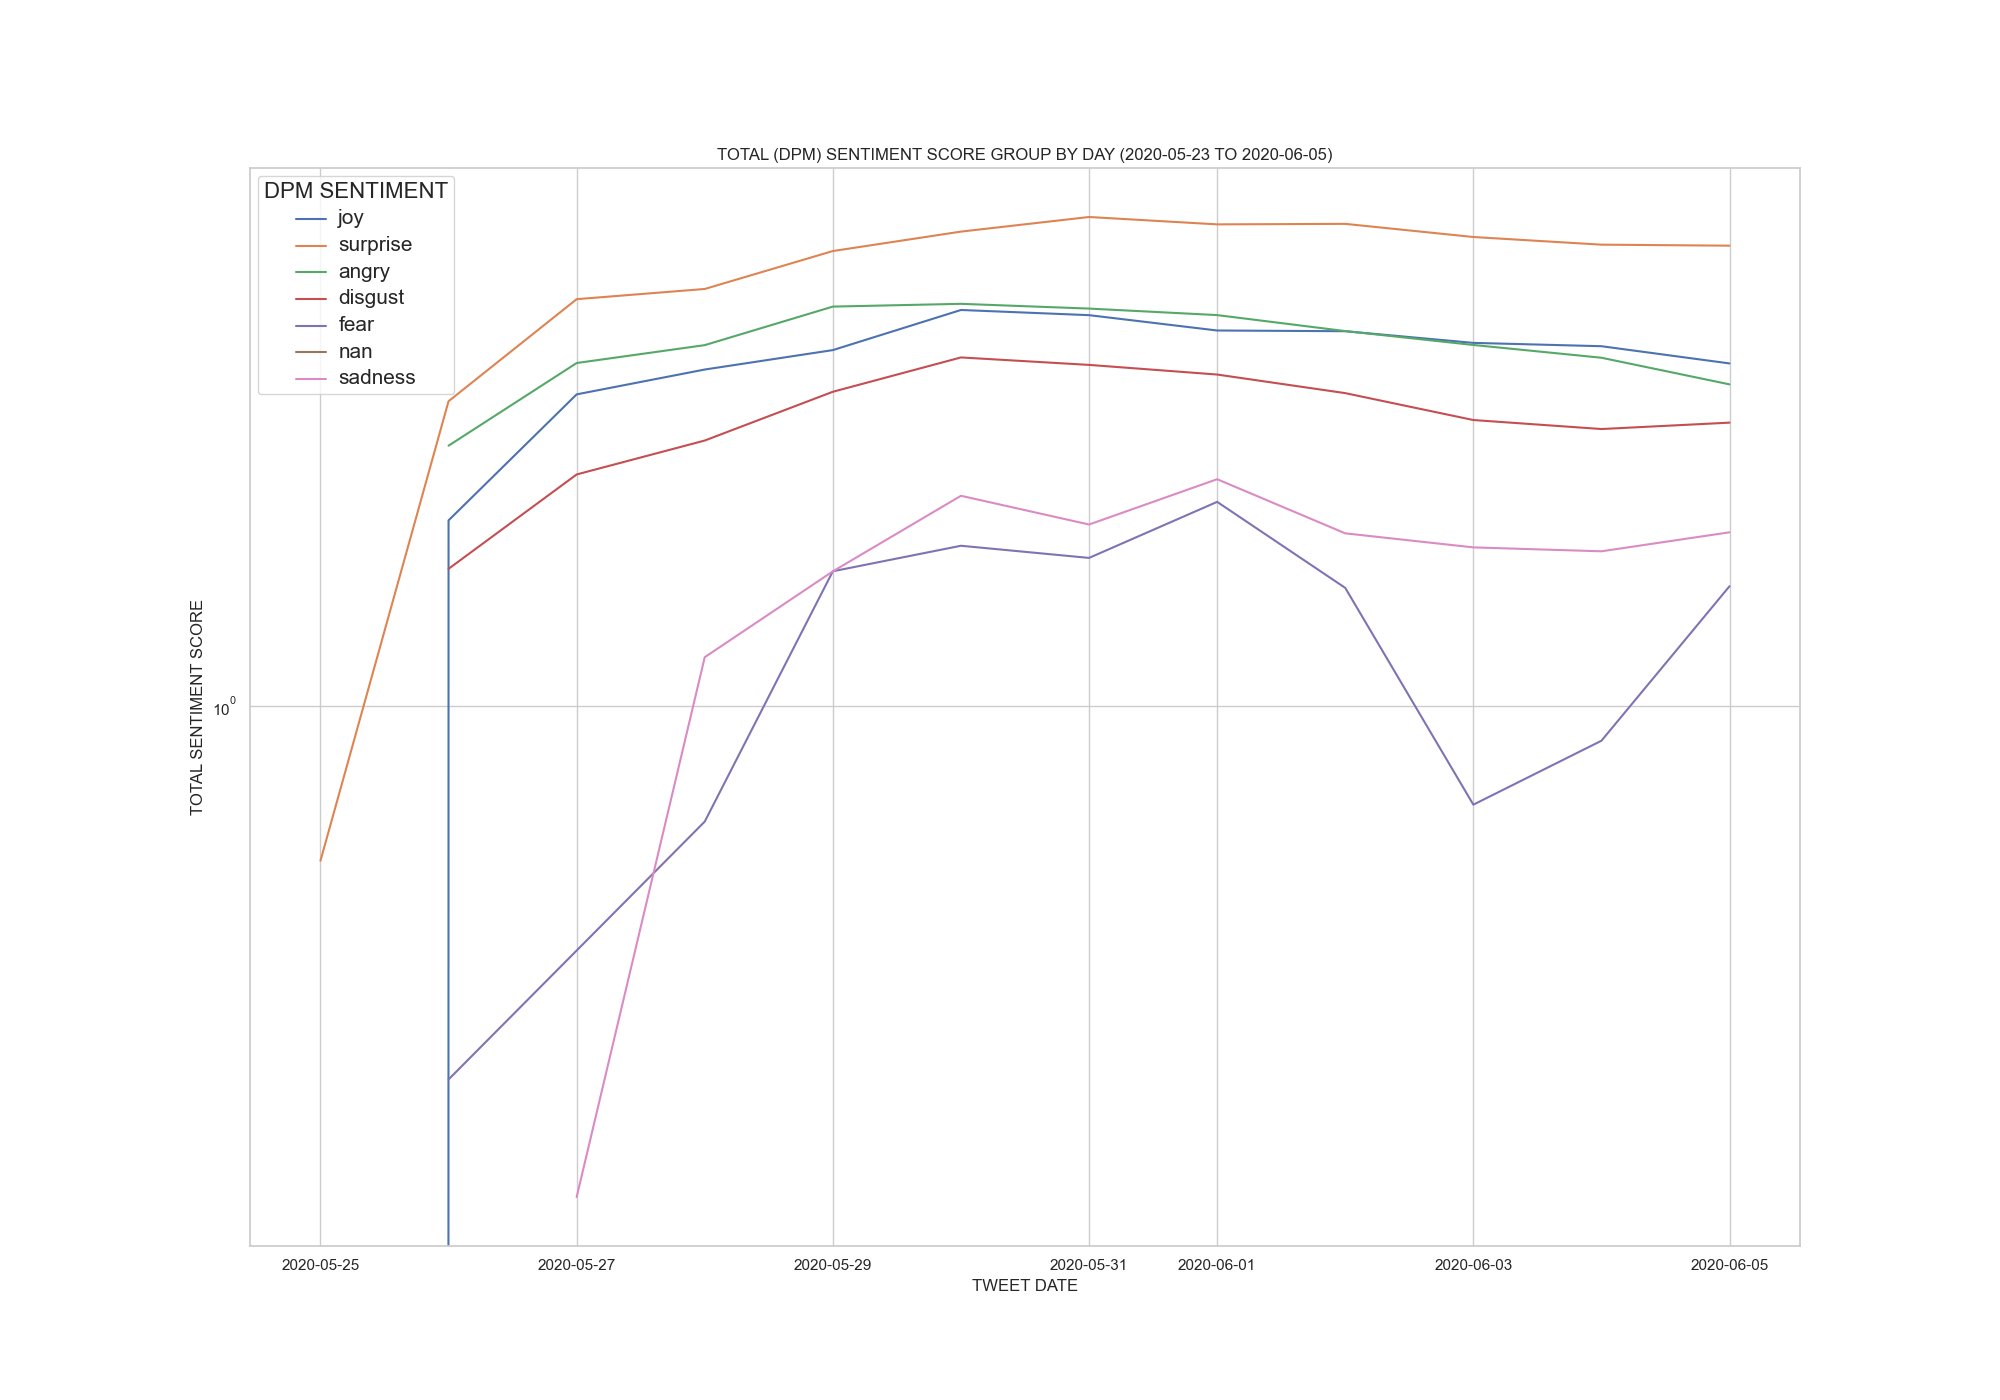 TOTAL (DPM) SENTIMENT SCORE GROUP BY DAY (2020-05-23 TO 2020-06-05)
DPM SENTIMENT
joy
surprise
angry
disgust
fear
nan
sadness
TOTAL SENTIMENT SCORE
10⁰
2020-05-25 2020-05-27 2020-05-29 2020-05-31 2020-06-01 2020-06-03 2020-06-05
TWEET DATE